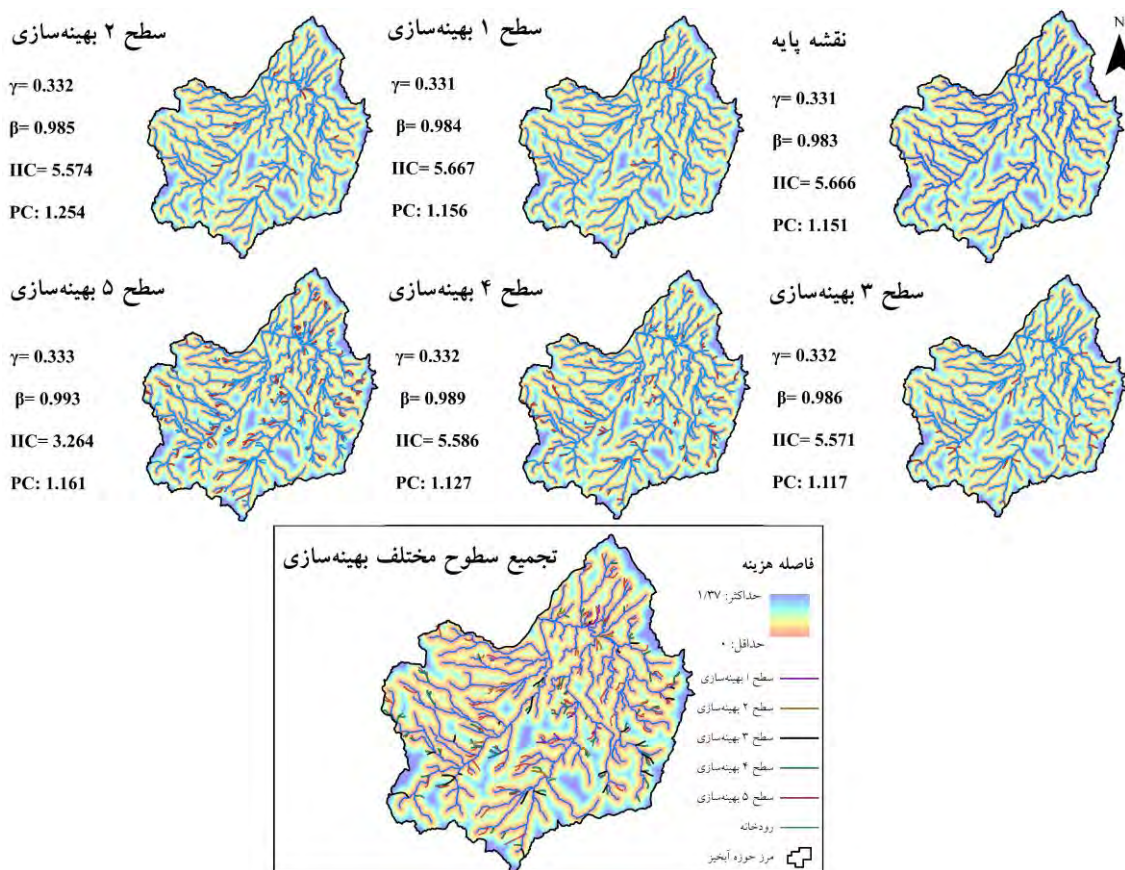 نقشه پایه
γ= 0.331
β= 0.983
IIC= 5.666
PC: 1.151
N
سطح ۱ بهینه‌سازی
γ= 0.331
β= 0.984
IIC= 5.667
PC: 1.156
سطح ۲ بهینه‌سازی
γ= 0.332
β= 0.985
IIC= 5.574
PC: 1.254
سطح ۳ بهینه‌سازی
γ= 0.332
β= 0.986
IIC= 5.571
PC: 1.117
سطح ۴ بهینه‌سازی
γ= 0.332
β= 0.989
IIC= 5.586
PC: 1.127
سطح ۵ بهینه‌سازی
γ= 0.333
β= 0.993
IIC= 3.264
PC: 1.161
تجمیع سطوح مختلف بهینه‌سازی
فاصله هزینه
حداکثر: ۱/۳۷
حداقل: ۰
سطح ۱ بهینه‌سازی
سطح ۲ بهینه‌سازی
سطح ۳ بهینه‌سازی
سطح ۴ بهینه‌سازی
سطح ۵ بهینه‌سازی
رودخانه
مرز حوزه آبخیز